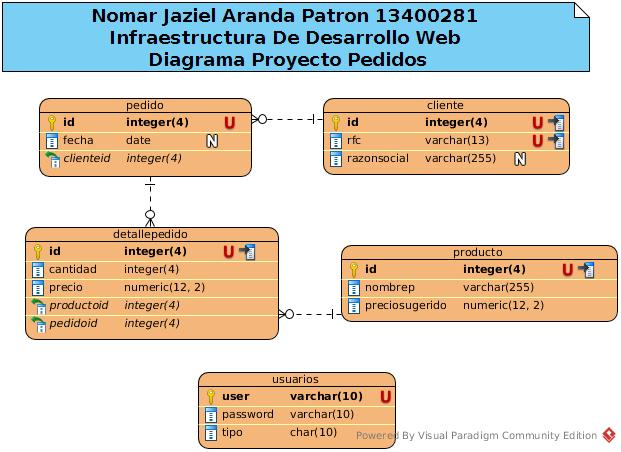 Nomar Jaziel Aranda Patron 13400281
Infraestructura De Desarrollo Web
Diagrama Proyecto Pedidos
pedido
id integer(4) U
fecha date N
clienteid integer(4)
cliente
id integer(4) U
rfc varchar(13) U
razonsocial varchar(255) N
detallepedido
id integer(4) U
cantidad integer(4)
precio numeric(12, 2)
productoid integer(4)
pedidoid integer(4)
producto
id integer(4) U
nombrep varchar(255)
preciosugerido numeric(12, 2)
usuarios
user varchar(10) U
password varchar(10)
tipo char(10)
Powered By Visual Paradigm Community Edition